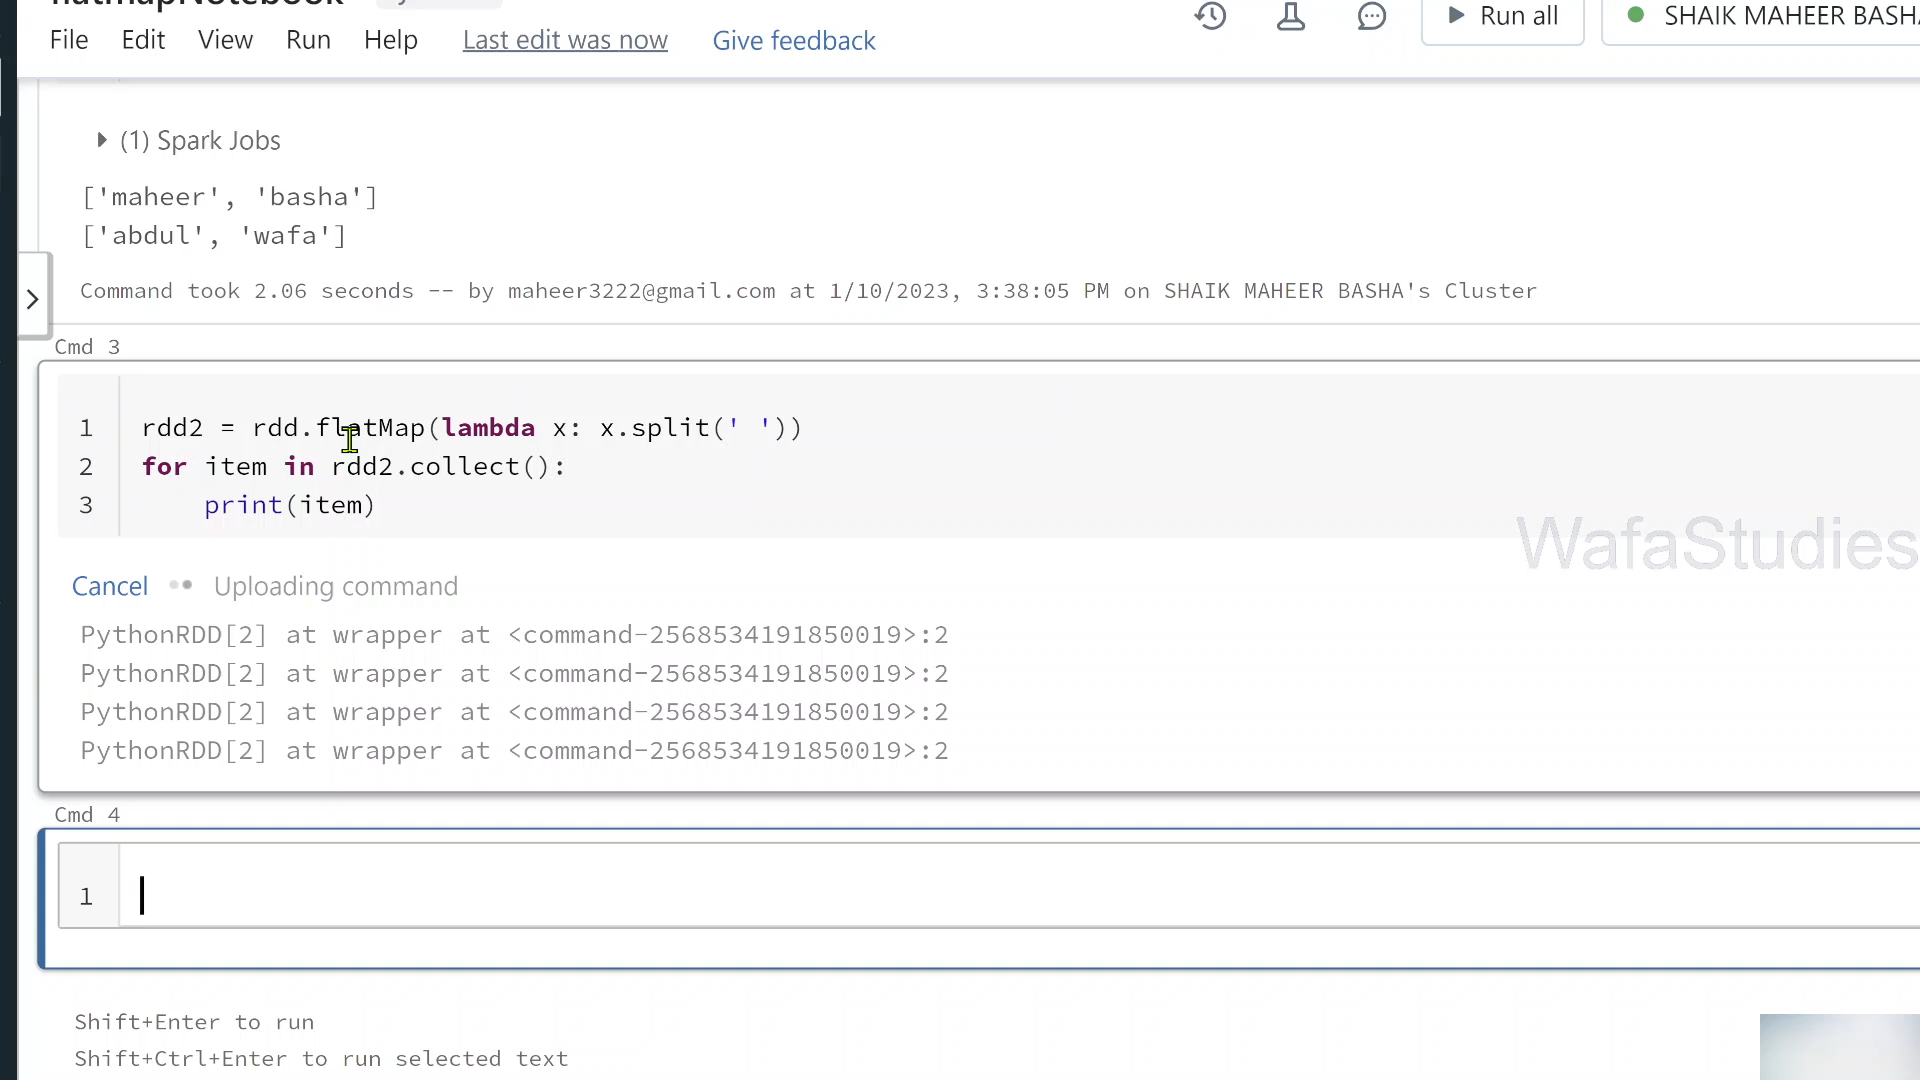 flatmapNotebook
File Edit View Run Help Last edit was now Give feedback Run all SHAIK MAHEER BASHA
(1) Spark Jobs
['maheer', 'basha']
['abdul', 'wafa']
Command took 2.06 seconds -- by maheer3222@gmail.com at 1/10/2023, 3:38:05 PM on SHAIK MAHEER BASHA's Cluster
Cmd 3
1 rdd2 = rdd.flatMap(lambda x: x.split(' '))
2 for item in rdd2.collect():
3 print(item)
WafaStudies
Cancel Uploading command
PythonRDD[2] at wrapper at <command-2568534191850019>:2
PythonRDD[2] at wrapper at <command-2568534191850019>:2
PythonRDD[2] at wrapper at <command-2568534191850019>:2
PythonRDD[2] at wrapper at <command-2568534191850019>:2
Cmd 4
1
Shift+Enter to run
Shift+Ctrl+Enter to run selected text